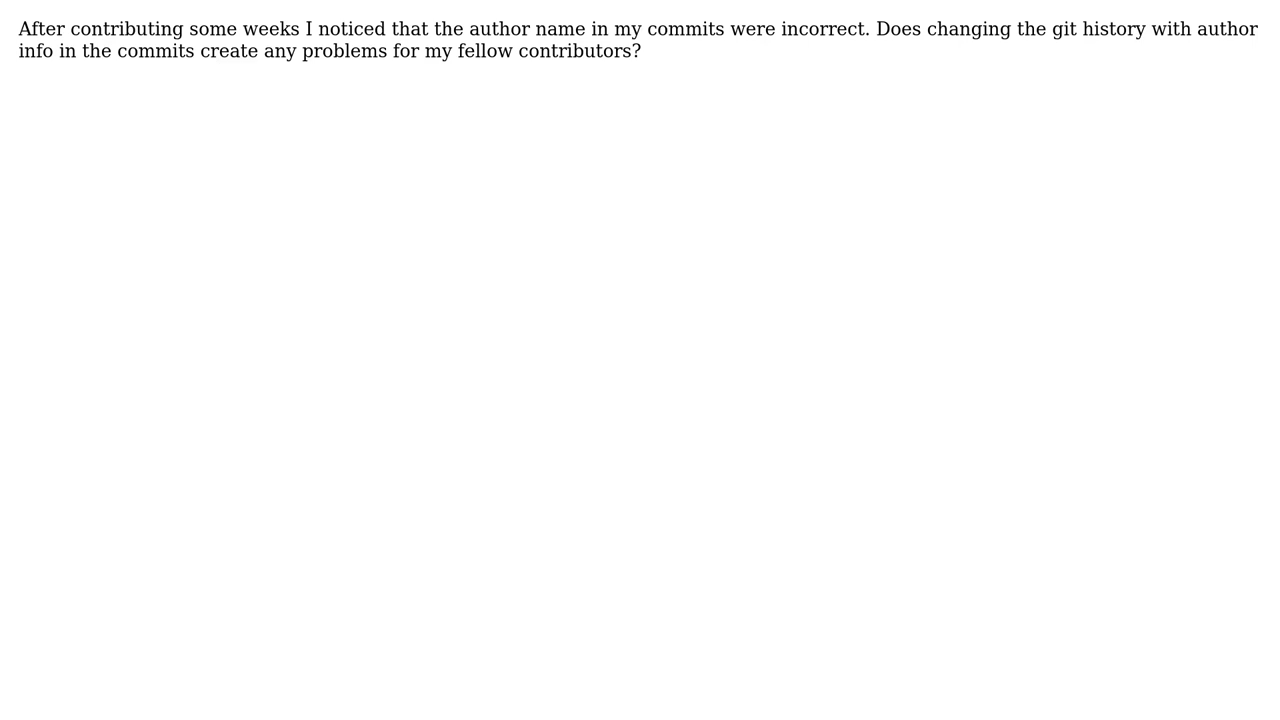 After contributing some weeks I noticed that the author name in my commits were incorrect. Does changing the git history with author
info in the commits create any problems for my fellow contributors?